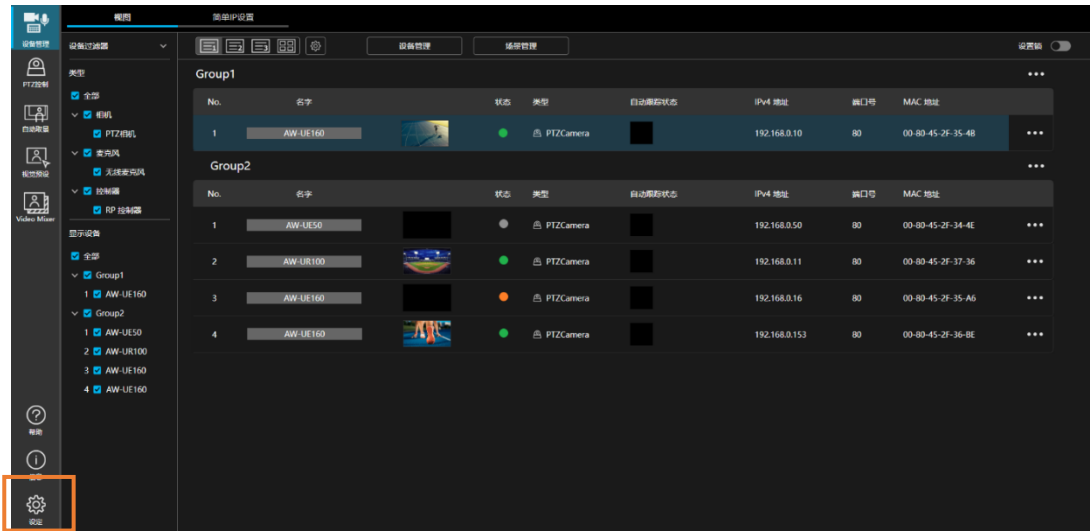 视图
简单IP设置
设备管理
PTZ控制
自动取景
视觉预设
Video Mixer
帮助
设定
设备过滤器
类型
全部
相机
PTZ相机
麦克风
无线麦克风
控制器
RP 控制器
显示设备
全部
Group1
1 AW-UE160
Group2
1 AW-UE50
2 AW-UR100
3 AW-UE160
4 AW-UE160
设备管理 场景管理 设置锁
Group1
No. 名字 状态 类型 自动跟踪状态 IPv4 地址 端口号 MAC 地址
1 AW-UE160 PTZCamera 192.168.0.10 80 00-80-45-2F-35-4B
Group2
No. 名字 状态 类型 自动跟踪状态 IPv4 地址 端口号 MAC 地址
1 AW-UE50 PTZCamera 192.168.0.50 80 00-80-45-2F-34-4E
2 AW-UR100 PTZCamera 192.168.0.11 80 00-80-45-2F-37-36
3 AW-UE160 PTZCamera 192.168.0.16 80 00-80-45-2F-35-A6
4 AW-UE160 PTZCamera 192.168.0.153 80 00-80-45-2F-36-BE